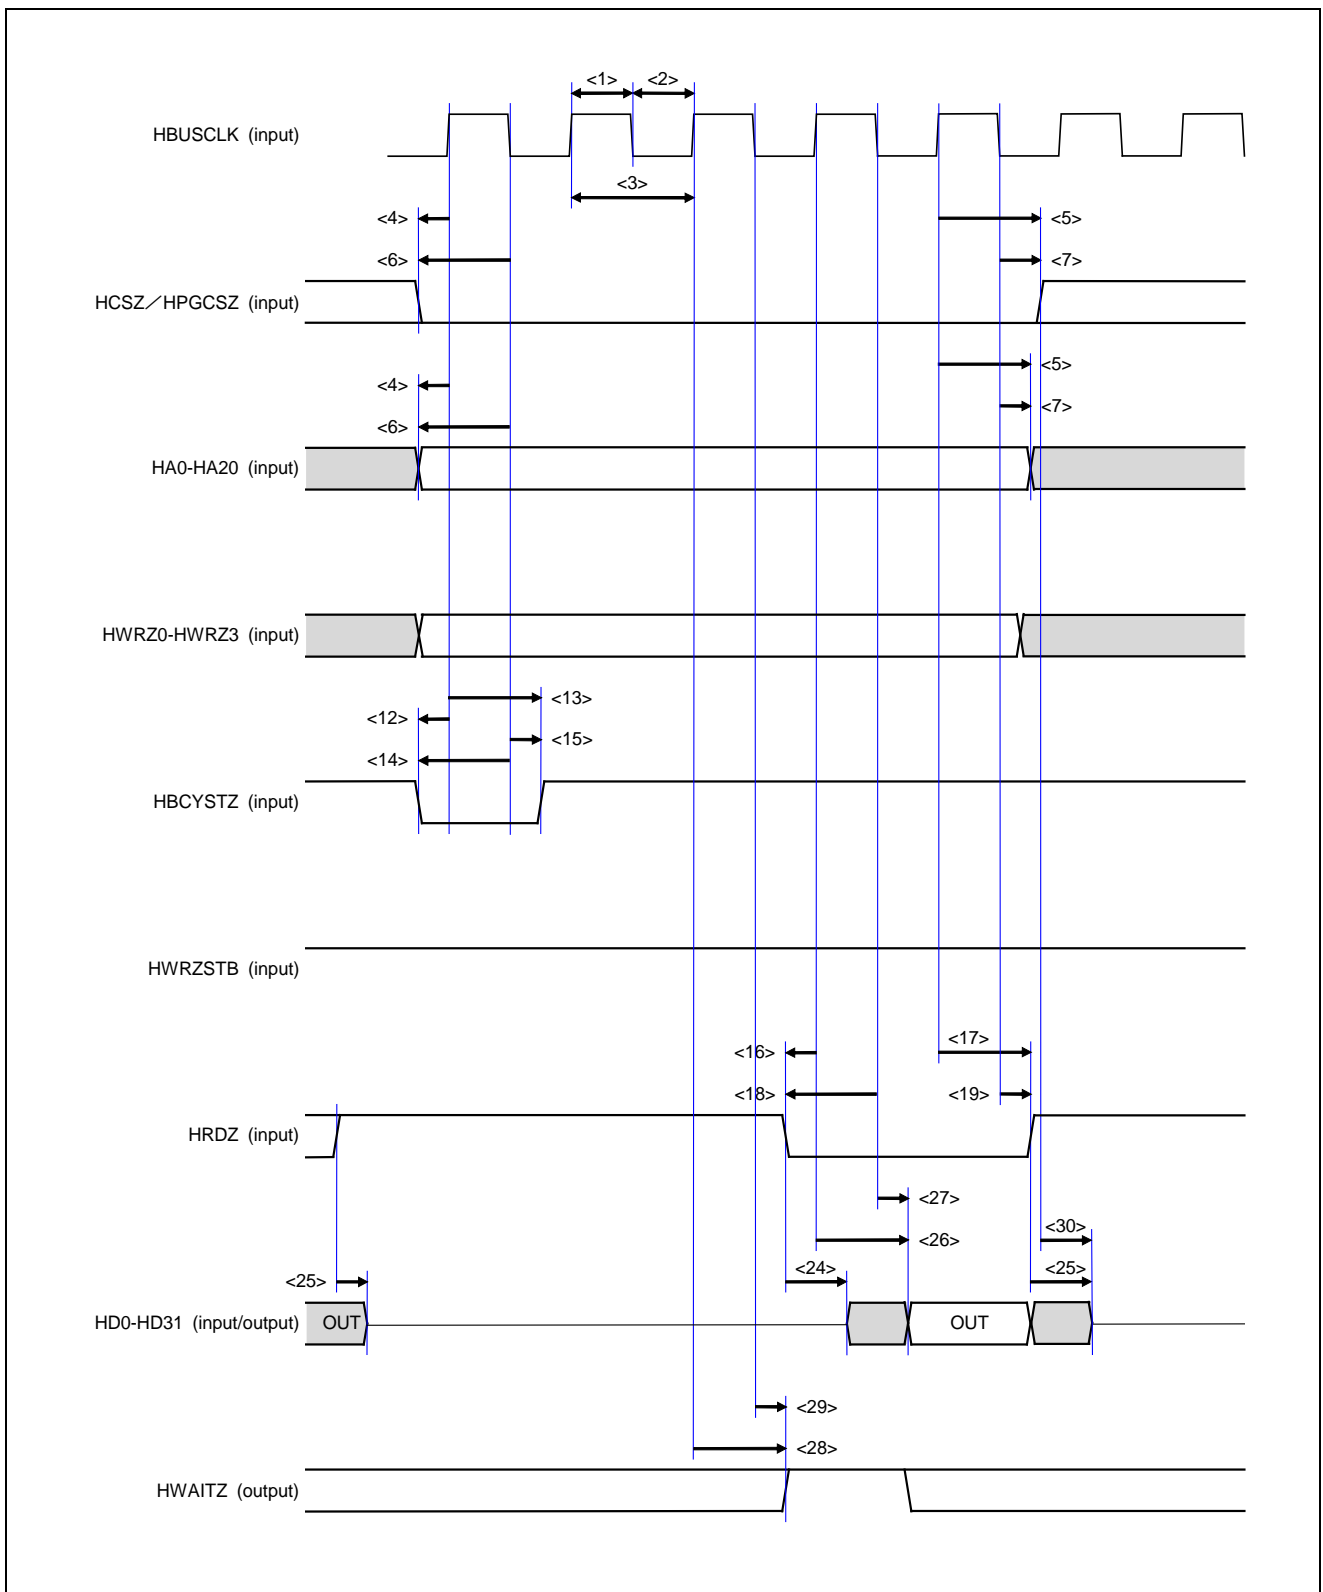 <1> <2>
HBUSCLK (input)
<3>
<4> <5>
<6> <7>
HCSZ／HPGCSZ (input)
<5>
<4>
<7>
<6>
HA0-HA20 (input)
HWRZ0-HWRZ3 (input)
<13>
<12>
<15>
<14>
HBCYSTZ (input)
HWRZSTB (input)
<16> <17>
<18> <19>
HRDZ (input)
<27>
<30>
<26>
<25> <24> <25>
HD0-HD31 (input/output) OUT OUT
<29>
<28>
HWAITZ (output)